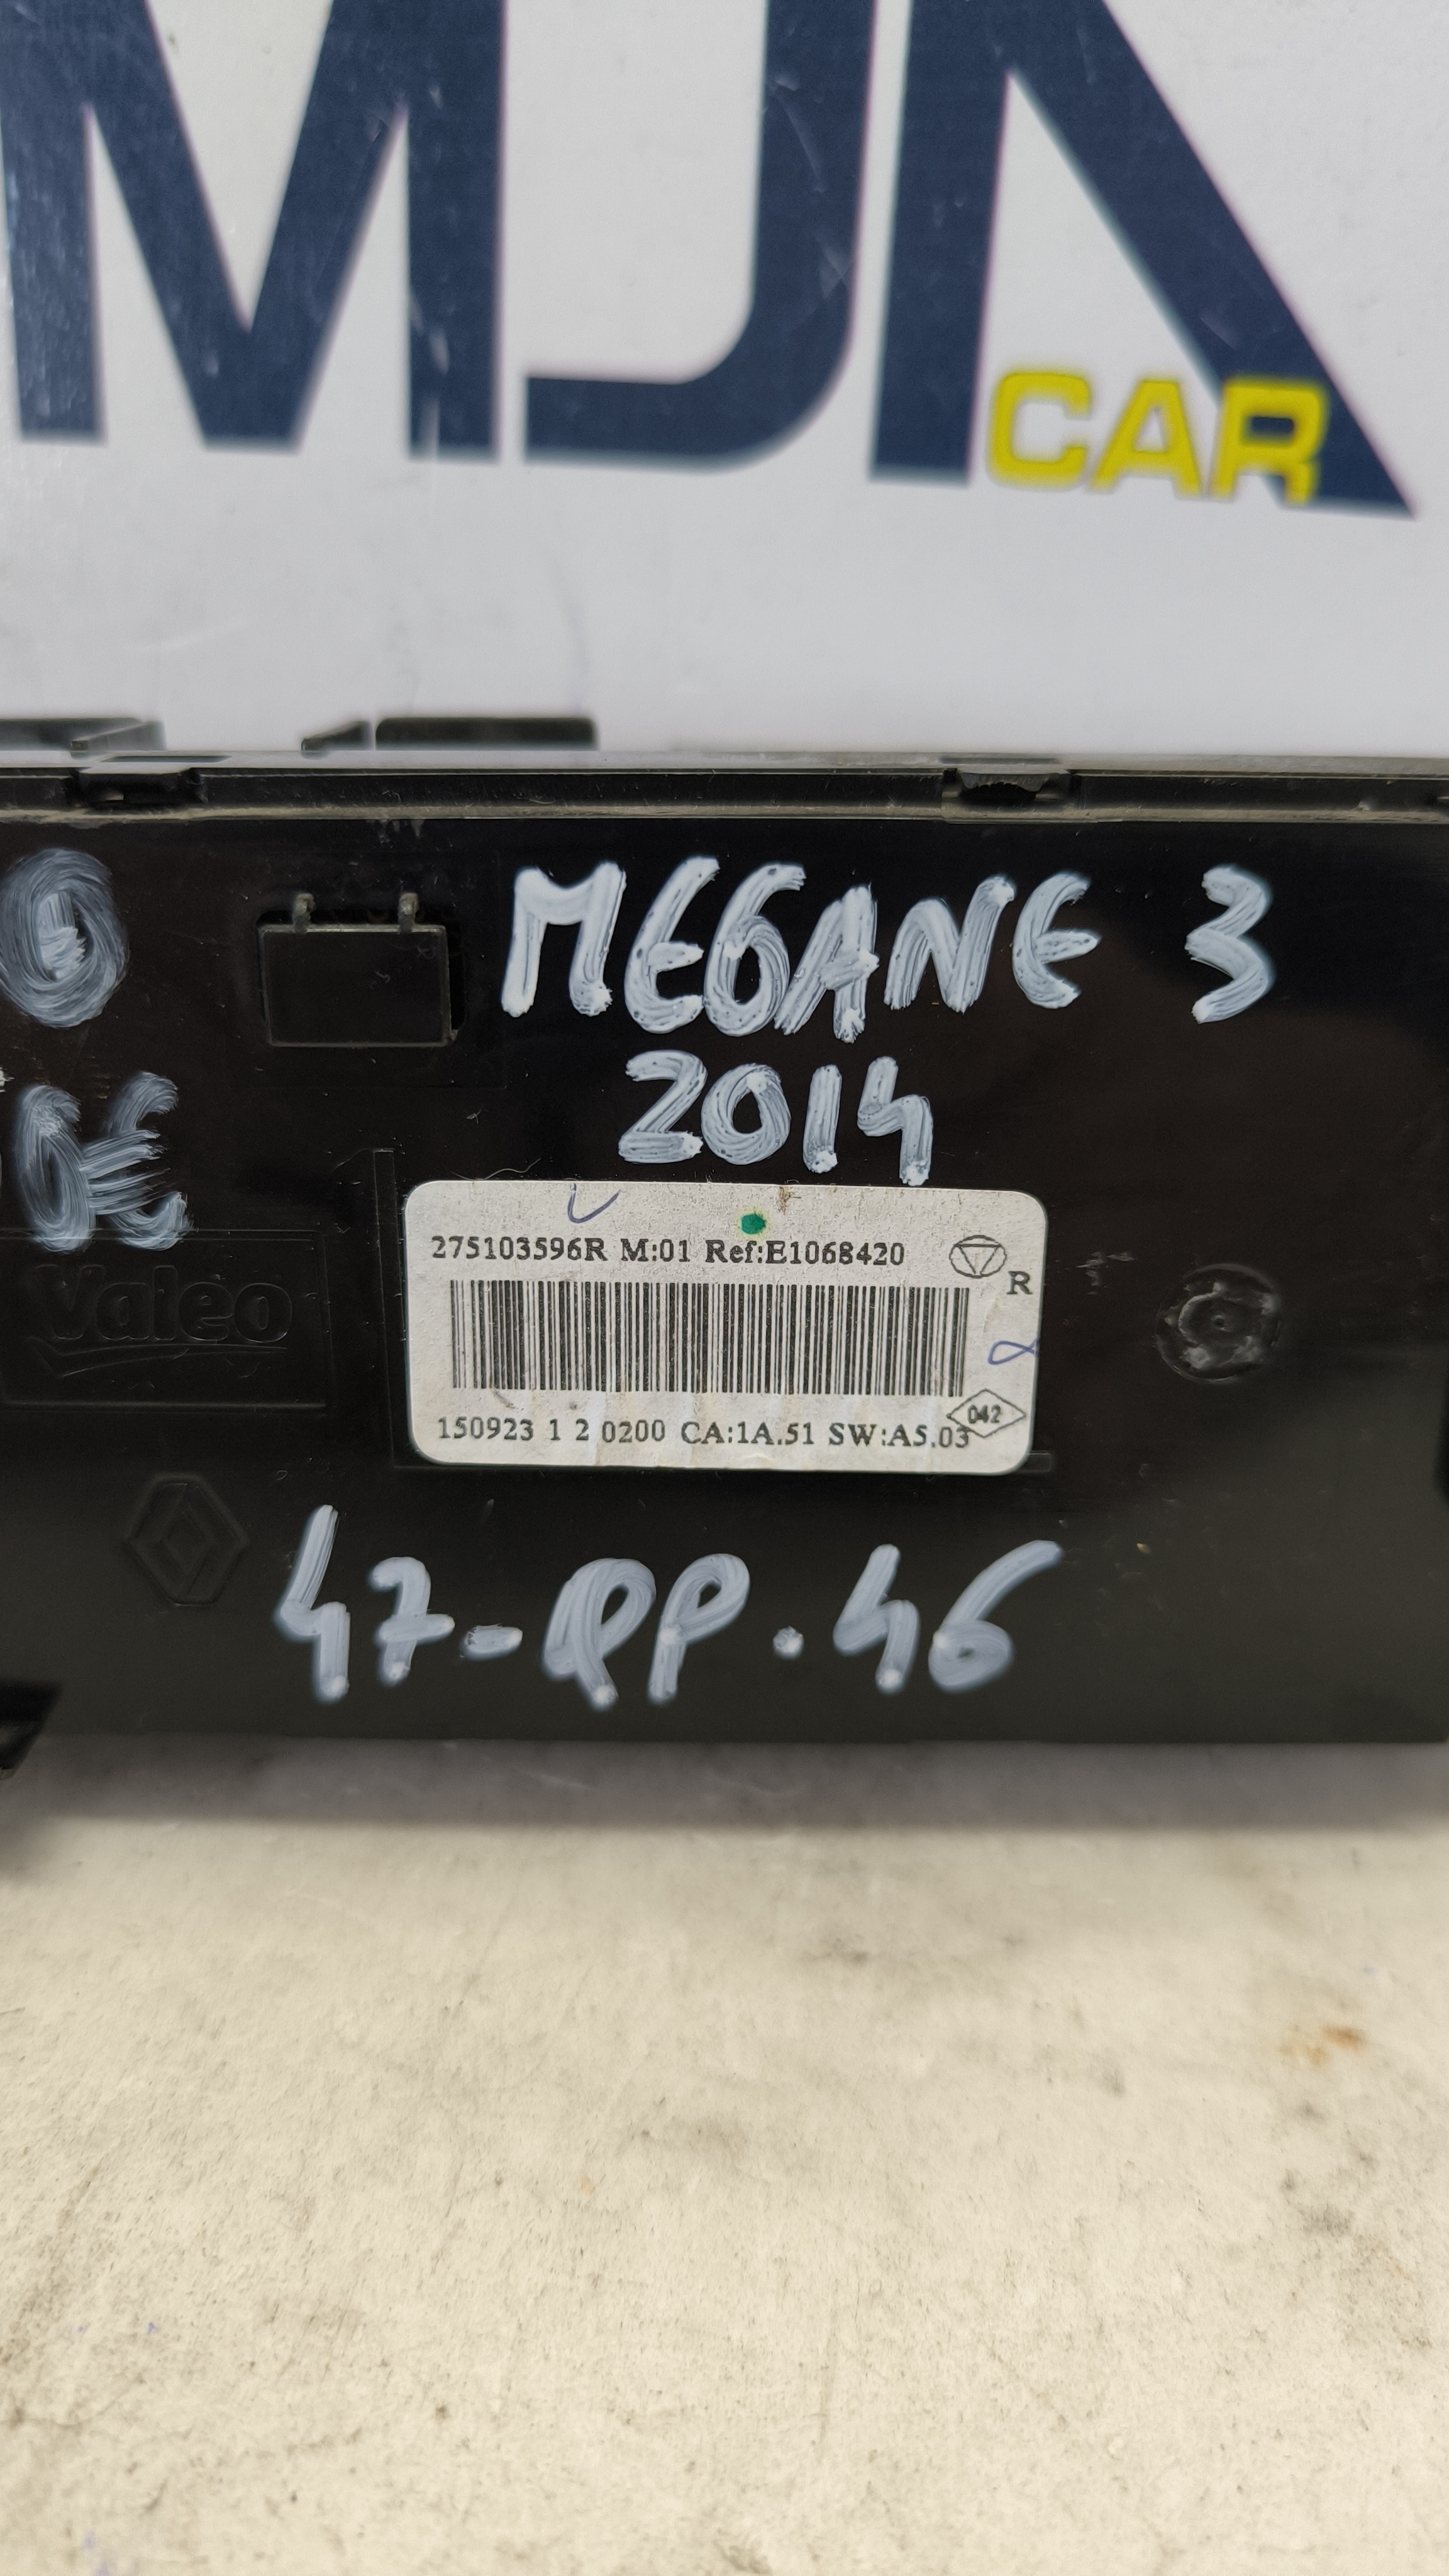 MJA
CAR
MEGANE 3
2014
275103596R M:01 Ref:E1068420
R
150923 1 2 0200 CA:1A.51 SW:A5.03
042
Valeo
47-QP.46